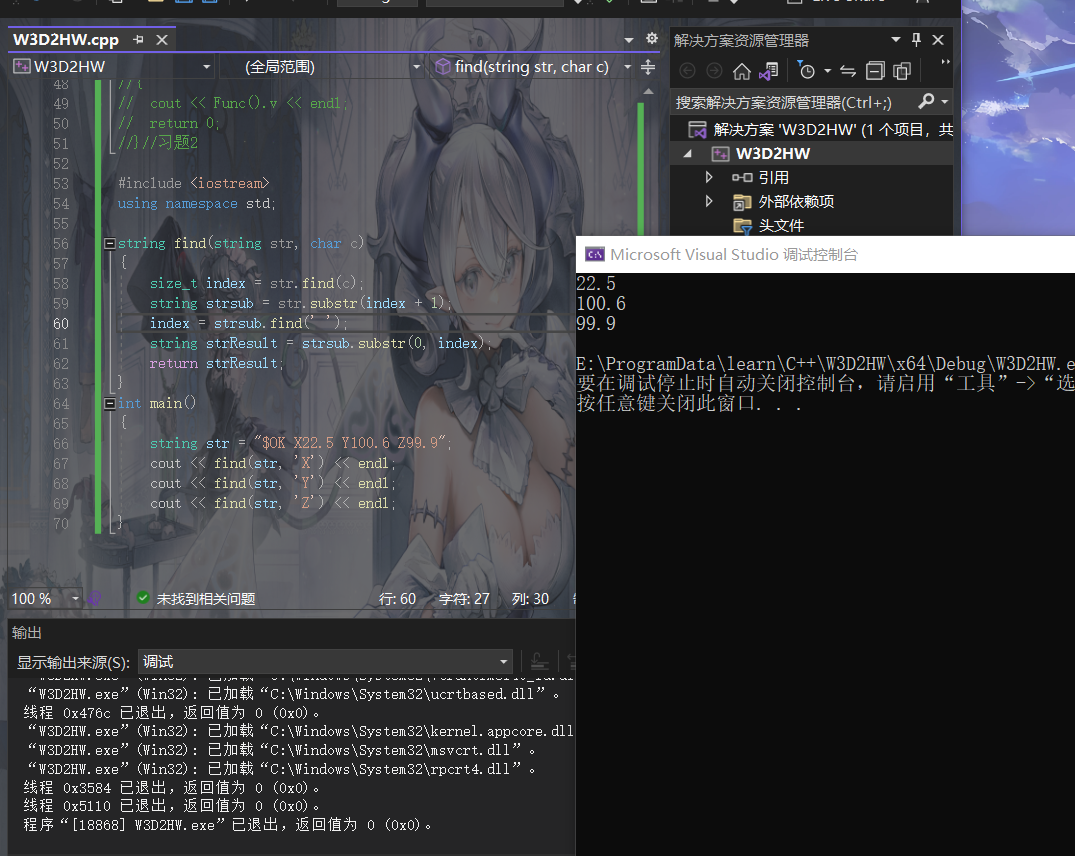 Live Share
W3D2HW.cpp
W3D2HW
(全局范围)
find(string str, char c)
48 //{
49 //  cout << Func().v << endl;
50 //  return 0;
51 //}//习题2
52
53 #include <iostream>
54 using namespace std;
55
56 string find(string str, char c)
57 {
58     size_t index = str.find(c);
59     string strsub = str.substr(index + 1);
60     index = strsub.find(' ');
61     string strResult = strsub.substr(0, index);
62     return strResult;
63 }
64 int main()
65 {
66     string str = "$OK X22.5 Y100.6 Z99.9";
67     cout << find(str, 'X') << endl;
68     cout << find(str, 'Y') << endl;
69     cout << find(str, 'Z') << endl;
70 }
100 %
未找到相关问题
行: 60
字符: 27
列: 30
解决方案资源管理器
搜索解决方案资源管理器(Ctrl+;)
解决方案 'W3D2HW' (1 个项目，共
W3D2HW
引用
外部依赖项
头文件
Microsoft Visual Studio 调试控制台
22.5
100.6
99.9
E:\ProgramData\learn\C++\W3D2HW\x64\Debug\W3D2HW.e
要在调试停止时自动关闭控制台，请启用“工具”->“选
按任意键关闭此窗口. . .
输出
显示输出来源(S):
调试
“W3D2HW.exe”(Win32): 已加载“C:\Windows\System32\ucrtbased.dll”。
线程 0x476c 已退出，返回值为 0 (0x0)。
“W3D2HW.exe”(Win32): 已加载“C:\Windows\System32\kernel.appcore.dll
“W3D2HW.exe”(Win32): 已加载“C:\Windows\System32\msvcrt.dll”。
“W3D2HW.exe”(Win32): 已加载“C:\Windows\System32\rpcrt4.dll”。
线程 0x3584 已退出，返回值为 0 (0x0)。
线程 0x5110 已退出，返回值为 0 (0x0)。
程序“[18868] W3D2HW.exe”已退出，返回值为 0 (0x0)。